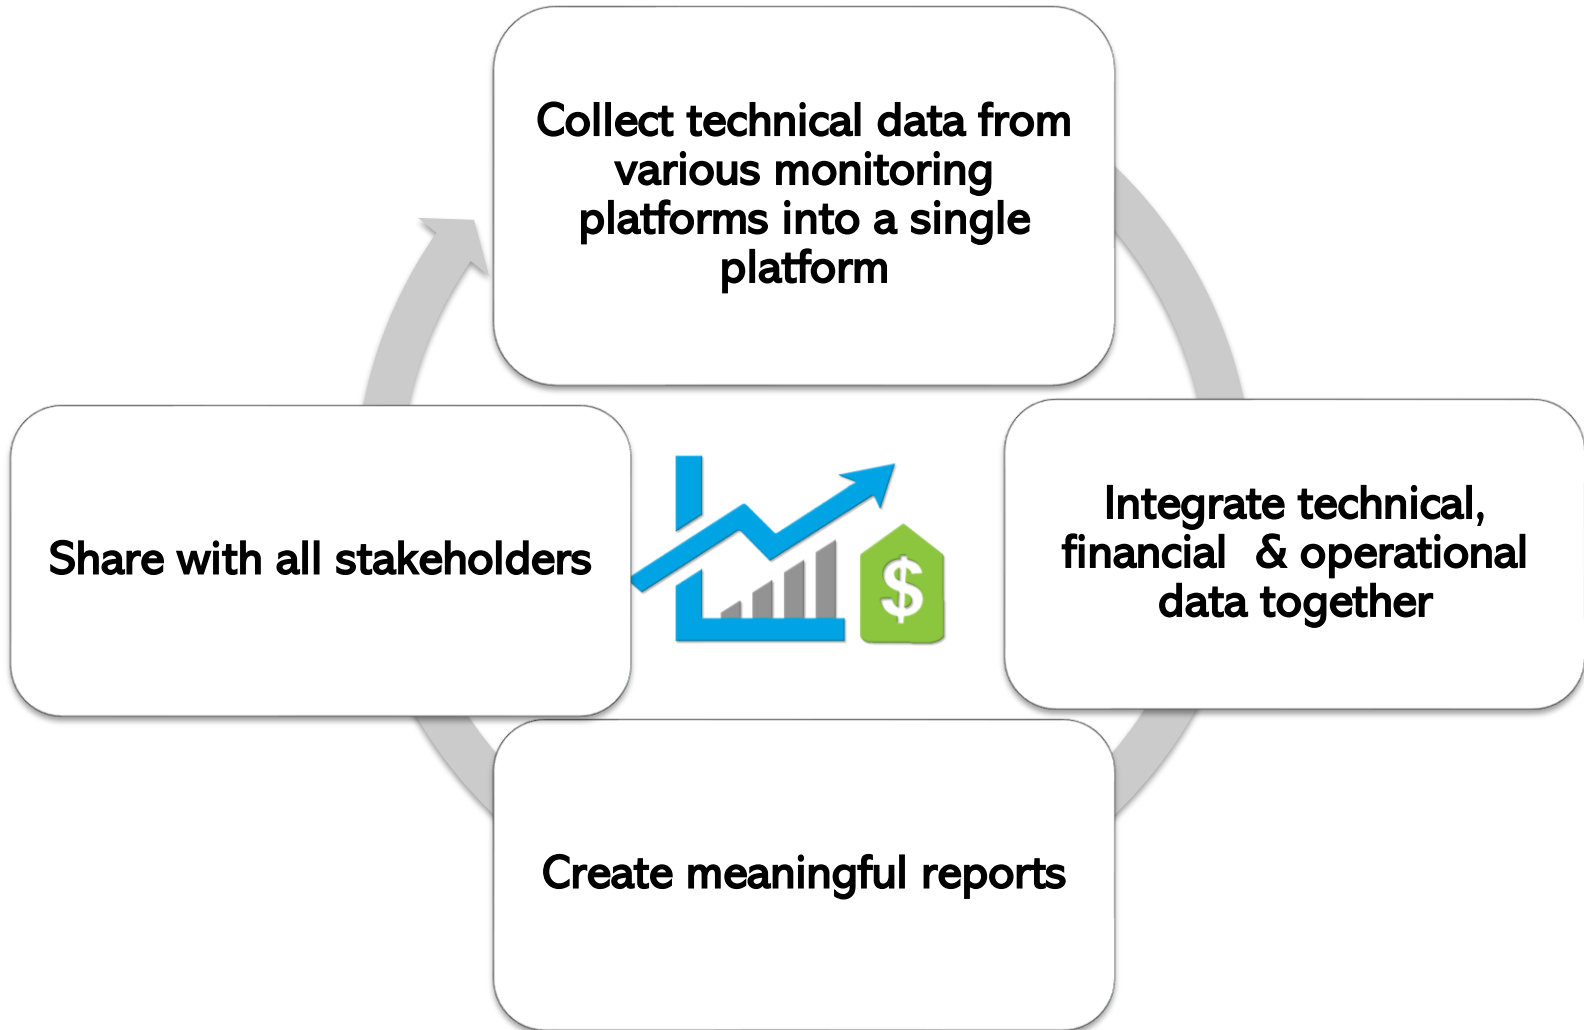 Collect technical data from
various monitoring
platforms into a single
platform
Integrate technical,
financial  & operational
data together
Create meaningful reports
Share with all stakeholders
$